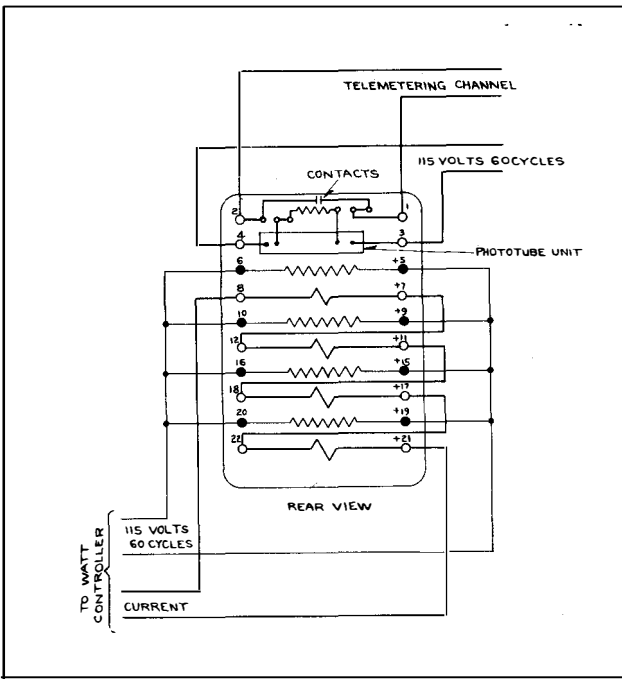 TELEMETERING CHANNEL
115 VOLTS 60CYCLES
CONTACTS
2
1
4
3
PHOTOTUBE UNIT
6
+5
8
+7
10
+9
12
+11
16
+15
18
+17
20
+19
22
+21
REAR VIEW
115 VOLTS
60 CYCLES
TO WATT
CONTROLLER
CURRENT